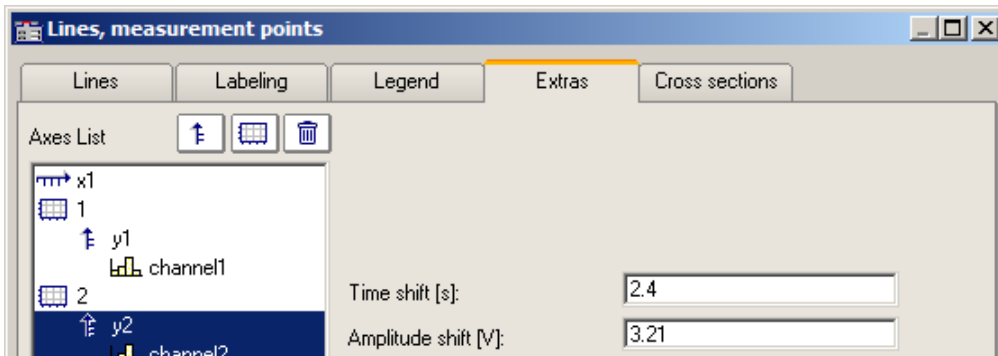 Lines, measurement points
Lines Labeling Legend Extras Cross sections
Axes List
x1
1
y1
channel1
2
y2
channel2
Time shift [s]: 2.4
Amplitude shift [V]: 3.21